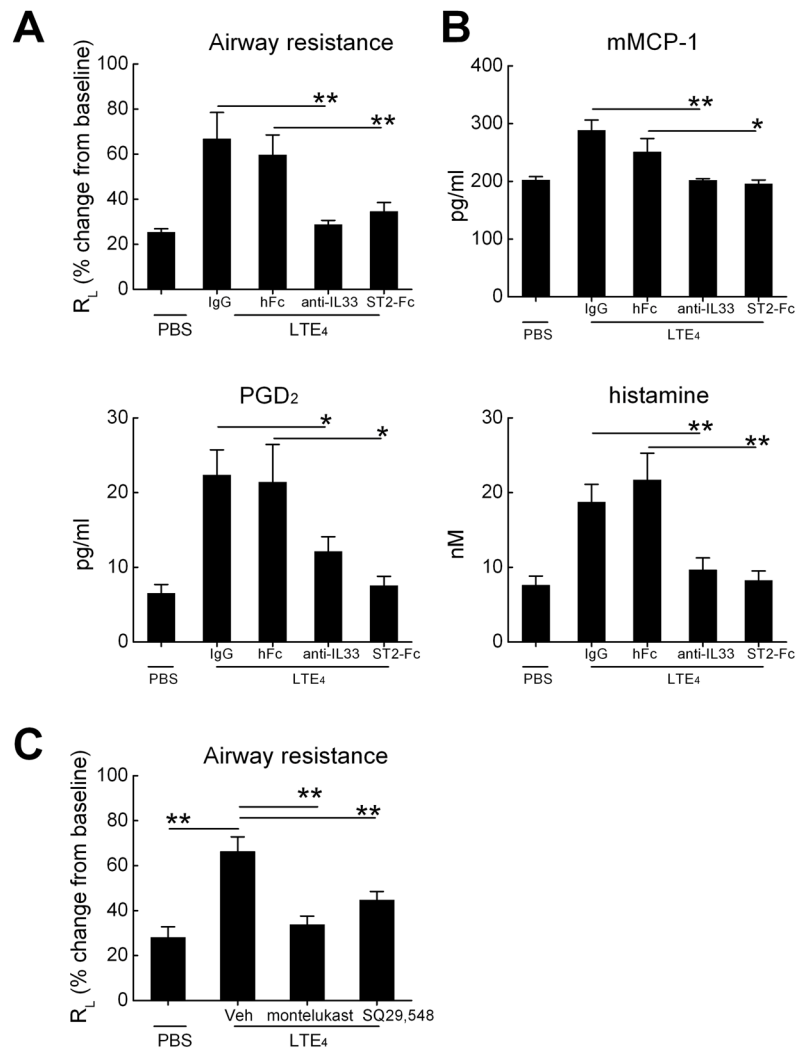 A
Airway resistance
R_L (% change from baseline)
100
80
60
40
20
0
**
**
IgG hFc anti-IL33 ST2-Fc
PBS LTE₄
B
mMCP-1
pg/ml
400
300
200
100
0
**
*
IgG hFc anti-IL33 ST2-Fc
PBS LTE₄
PGD₂
pg/ml
30
20
10
0
*
*
IgG hFc anti-IL33 ST2-Fc
PBS LTE₄
histamine
nM
30
20
10
0
**
**
IgG hFc anti-IL33 ST2-Fc
PBS LTE₄
C
Airway resistance
R_L (% change from baseline)
100
80
60
40
20
0
**
**
**
Veh montelukast SQ29,548
PBS LTE₄